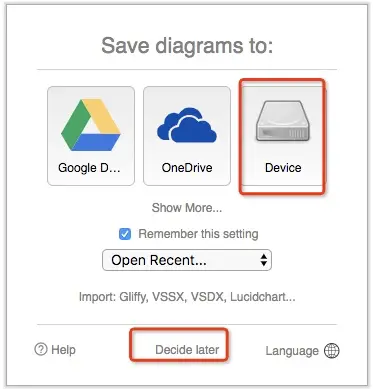 Save diagrams to:
Google D...
OneDrive
Device
Show More...
Remember this setting
Open Recent...
Import: Gliffy, VSSX, VSDX, Lucidchart...
Help
Decide later
Language